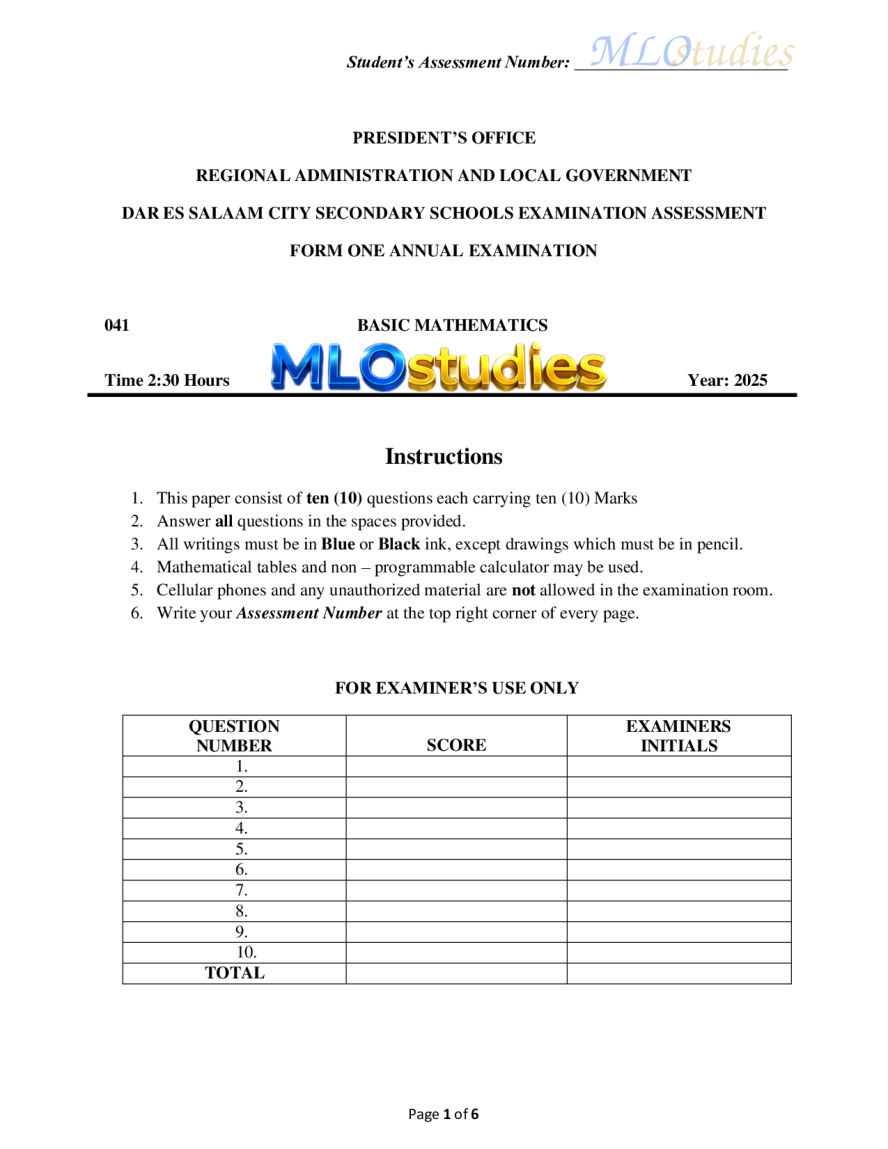 Student's Assessment Number: ________________________
MLOstudies
PRESIDENT'S OFFICE
REGIONAL ADMINISTRATION AND LOCAL GOVERNMENT
DAR ES SALAAM CITY SECONDARY SCHOOLS EXAMINATION ASSESSMENT
FORM ONE ANNUAL EXAMINATION
041 BASIC MATHEMATICS
MLOstudies
Time 2:30 Hours Year: 2025
Instructions
1. This paper consist of ten (10) questions each carrying ten (10) Marks
2. Answer all questions in the spaces provided.
3. All writings must be in Blue or Black ink, except drawings which must be in pencil.
4. Mathematical tables and non – programmable calculator may be used.
5. Cellular phones and any unauthorized material are not allowed in the examination room.
6. Write your Assessment Number at the top right corner of every page.
FOR EXAMINER'S USE ONLY
QUESTION NUMBER SCORE EXAMINERS INITIALS
1.
2.
3.
4.
5.
6.
7.
8.
9.
10.
TOTAL
Page 1 of 6